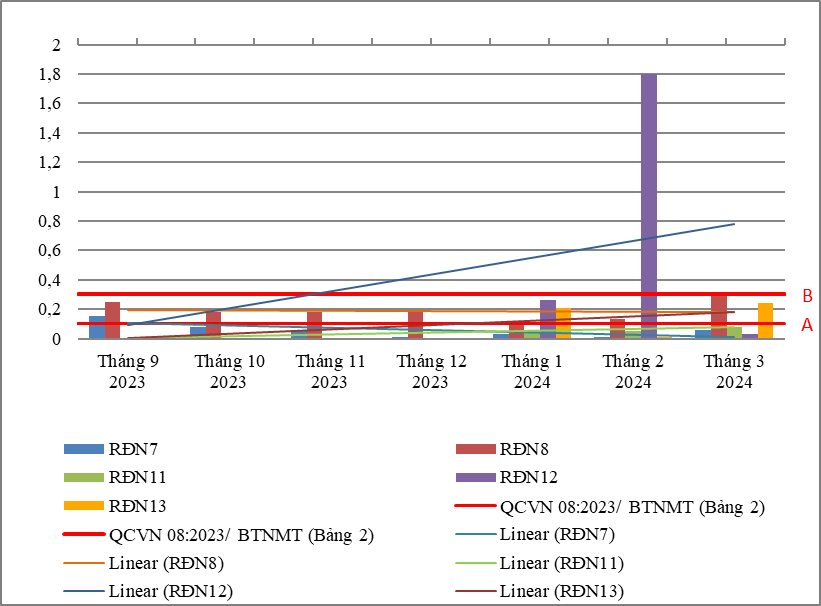 2
1,8
1,6
1,4
1,2
1
0,8
0,6
0,4
0,2
0
B
A
Tháng 9 2023
Tháng 10 2023
Tháng 11 2023
Tháng 12 2023
Tháng 1 2024
Tháng 2 2024
Tháng 3 2024
RĐN7
RĐN8
RĐN11
RĐN12
RĐN13
QCVN 08:2023/ BTNMT (Bảng 2)
QCVN 08:2023/ BTNMT (Bảng 2)
Linear (RĐN7)
Linear (RĐN8)
Linear (RĐN11)
Linear (RĐN12)
Linear (RĐN13)